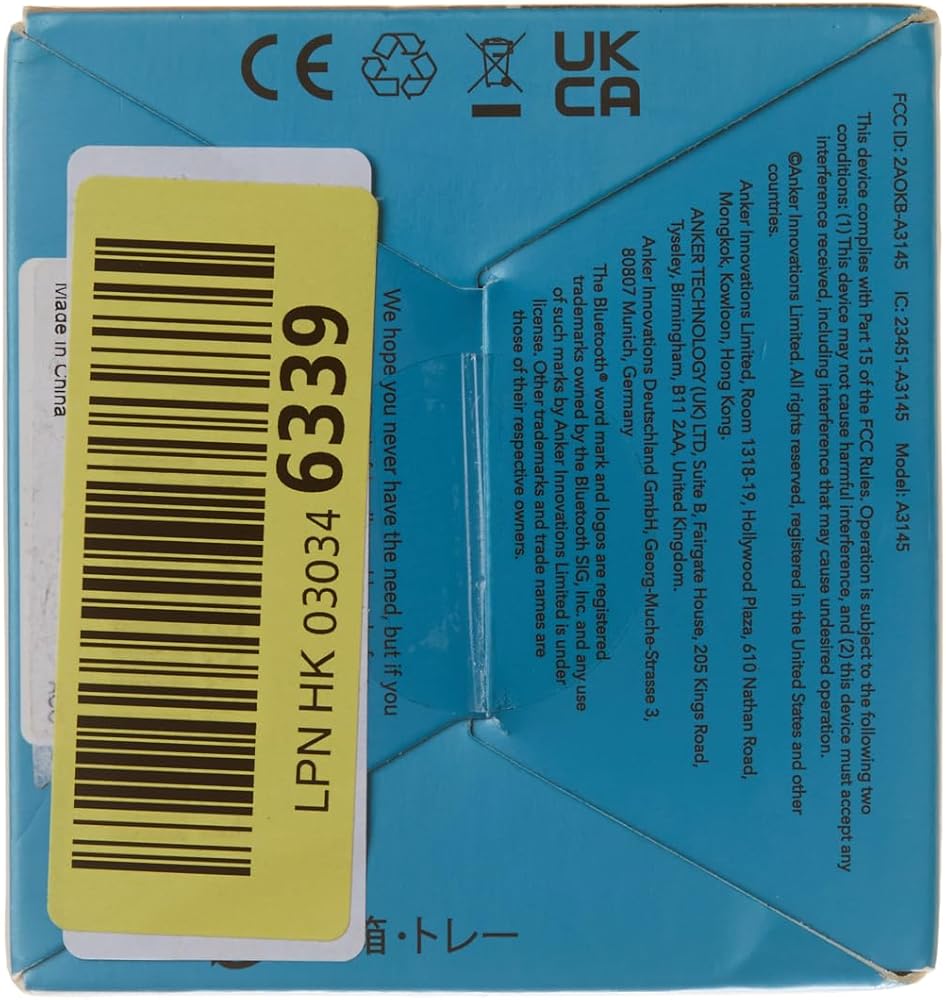 UK
CA
FCC ID: 2AOKB-A3145 IC: 23451-A3145 Model: A3145
This device complies with Part 15 of the FCC Rules, Operation is subject to the following two
conditions: (1) This device may not cause harmful interference, and (2) this device must accept any
interference received, including interference that may cause undesired operation.
©Anker Innovations Limited. All rights reserved, registered in the United States and other
countries.
Anker Innovations Limited, Room 1318-19, Hollywood Plaza, 610 Nathan Road,
Mongkok, Kowloon, Hong Kong.
ANKER TECHNOLOGY (UK) LTD, Suite B, Fairgate House, 205 Kings Road,
Tyseley, Birmingham, B11 2AA, United Kingdom.
Anker Innovations Deutschland GmbH, Georg-Muche-Strasse 3,
80807 Munich, Germany
The Bluetooth® word mark and logos are registered
trademarks owned by the Bluetooth SIG, Inc. and any use
of such marks by Anker Innovations Limited is under
license. Other trademarks and trade names are
those of their respective owners.
We hope you never have the need, but if you
LPN HK 03034 6339
Made in China
・トレー